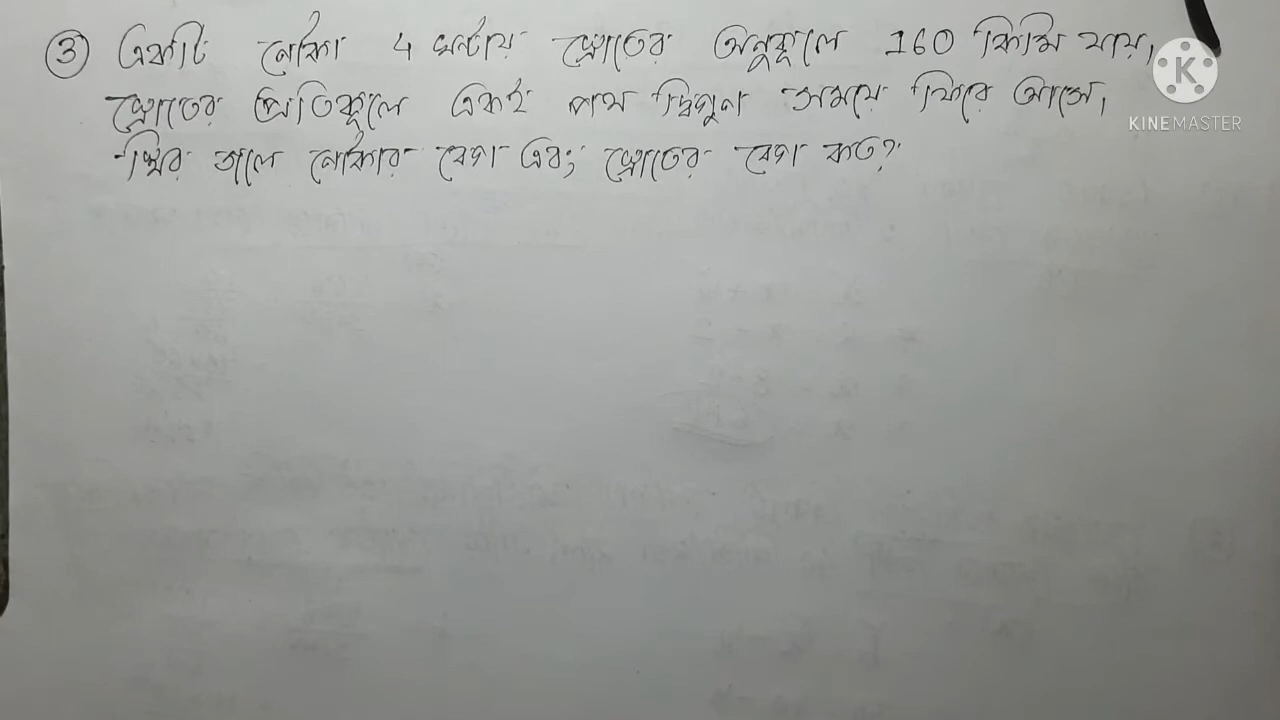 ③ একটি নৌকা 4 ঘন্টায় স্রোতের অনুকূলে 160 কিমি যায়,
স্রোতের প্রতিকূলে একই পথ দ্বিগুণ সময়ে ফিরে আসে,
স্থির জলে নৌকার বেগ এবং স্রোতের বেগ কত?
KINEMASTER